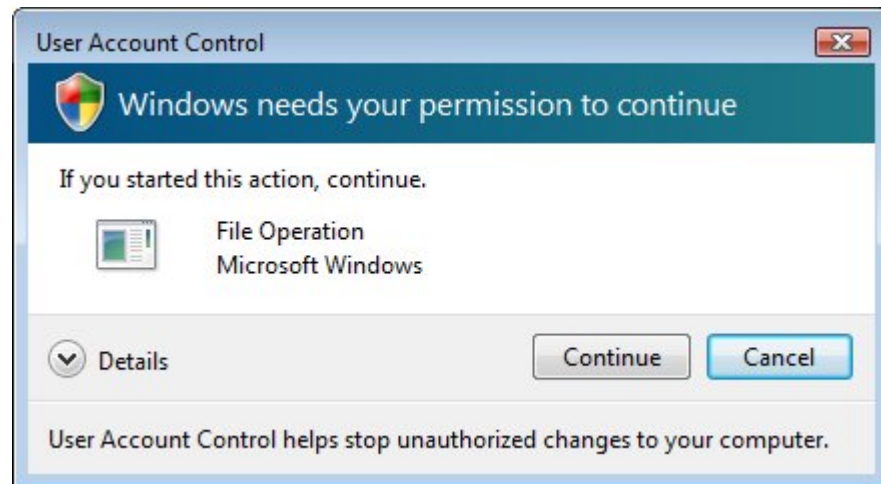 User Account Control
Windows needs your permission to continue
If you started this action, continue.
File Operation
Microsoft Windows
Details
Continue
Cancel
User Account Control helps stop unauthorized changes to your computer.